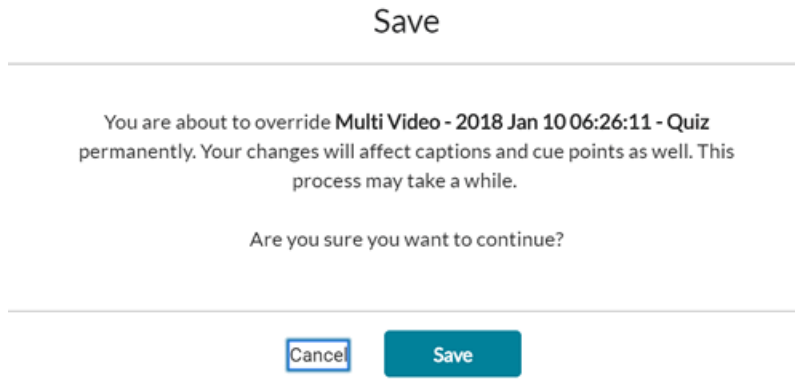 Save
You are about to override Multi Video - 2018 Jan 10 06:26:11 - Quiz
permanently. Your changes will affect captions and cue points as well. This
process may take a while.
Are you sure you want to continue?
Cancel
Save